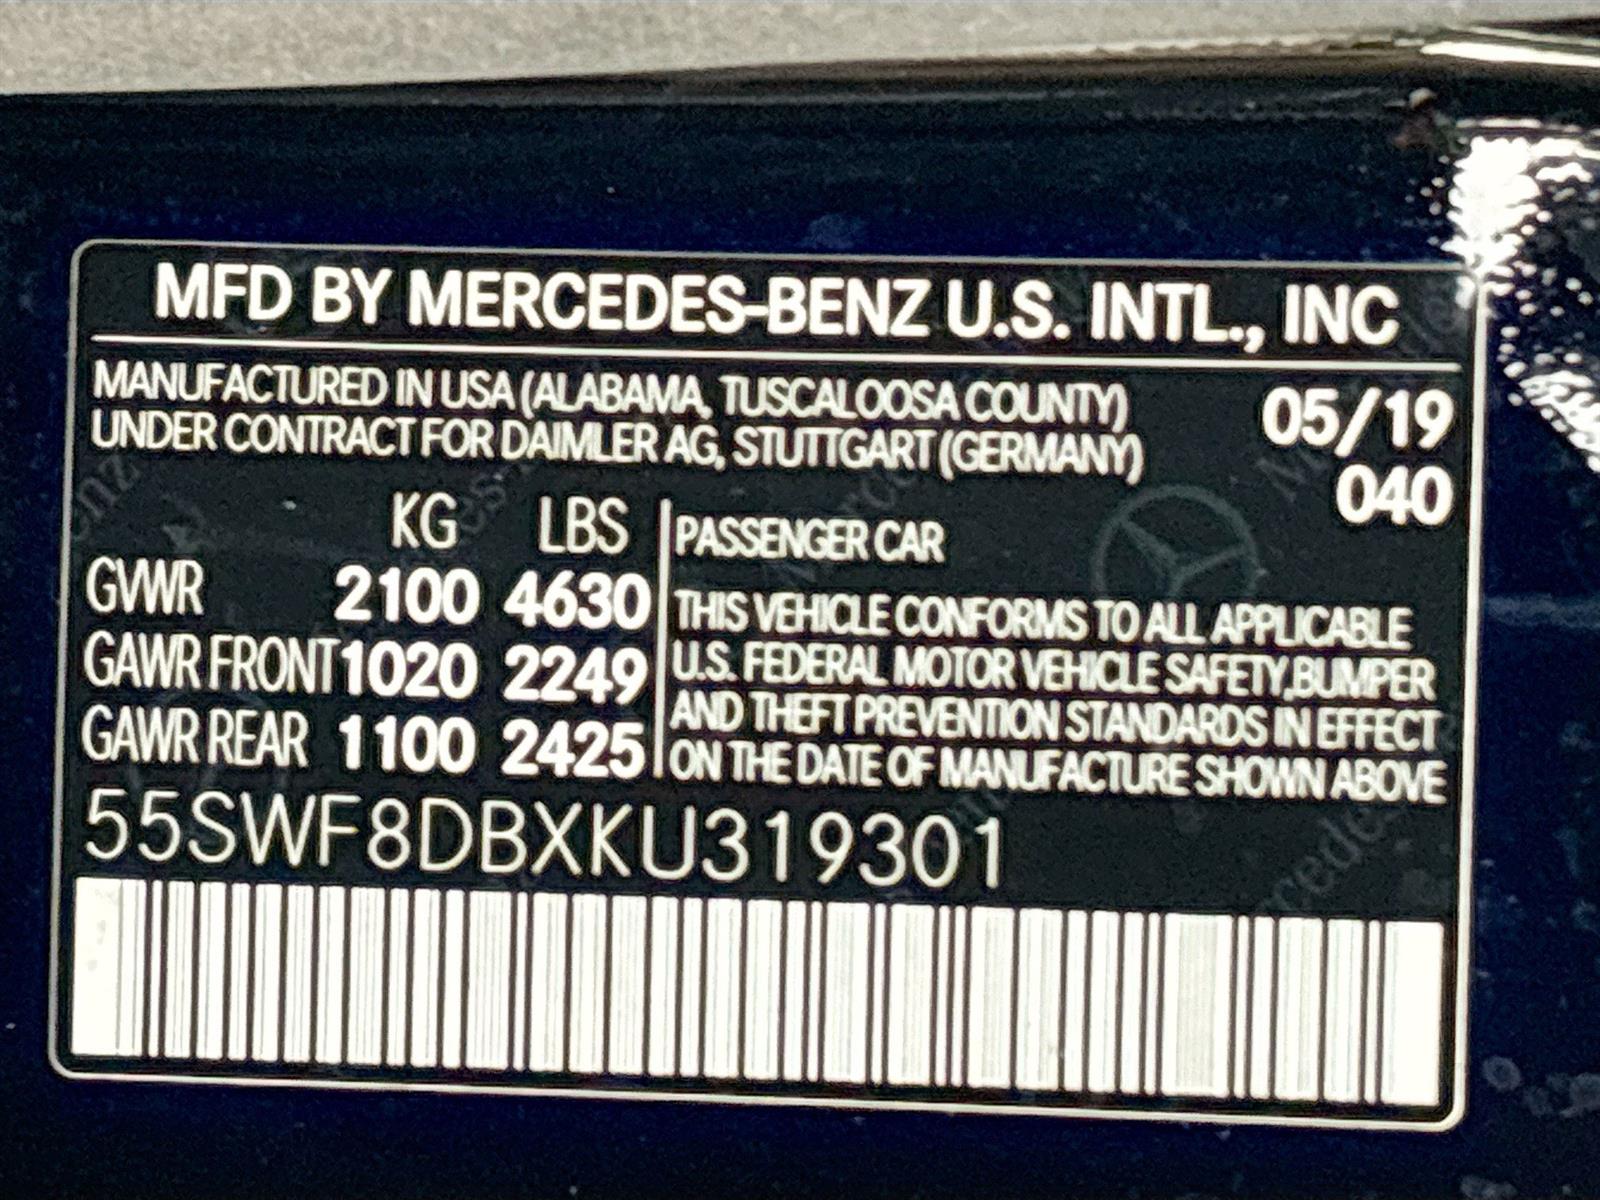 MFD BY MERCEDES-BENZ U.S. INTL., INC
MANUFACTURED IN USA (ALABAMA, TUSCALOOSA COUNTY)
UNDER CONTRACT FOR DAIMLER AG, STUTTGART (GERMANY)
05/19
040
KG LBS
GVWR 2100 4630
GAWR FRONT 1020 2249
GAWR REAR 1100 2425
PASSENGER CAR
THIS VEHICLE CONFORMS TO ALL APPLICABLE
U.S. FEDERAL MOTOR VEHICLE SAFETY,BUMPER
AND THEFT PREVENTION STANDARDS IN EFFECT
ON THE DATE OF MANUFACTURE SHOWN ABOVE
55SWF8DBXKU319301